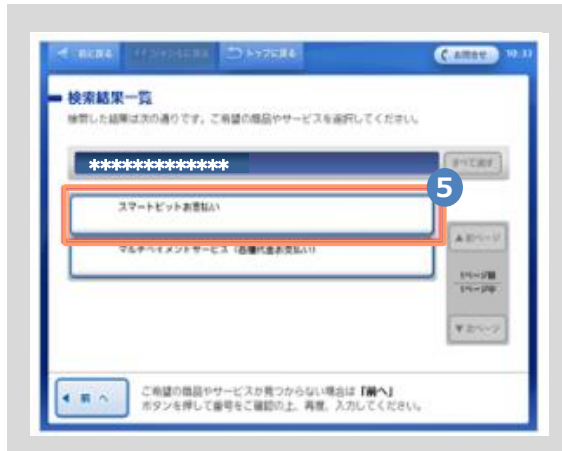 前に戻る トップに戻る お問合せ 10:33
検索結果一覧
検索した結果は次の通りです。ご希望の商品やサービスを選択してください。
************* すべて消す
5
スマートピットお支払い
マルチペイメントサービス（各種代金お支払い）
▲前ページ
1ページ目
1ページ中
▼次ページ
前 へ
ご希望の商品やサービスが見つからない場合は「前へ」
ボタンを押して番号をご確認の上、再度、入力してください。